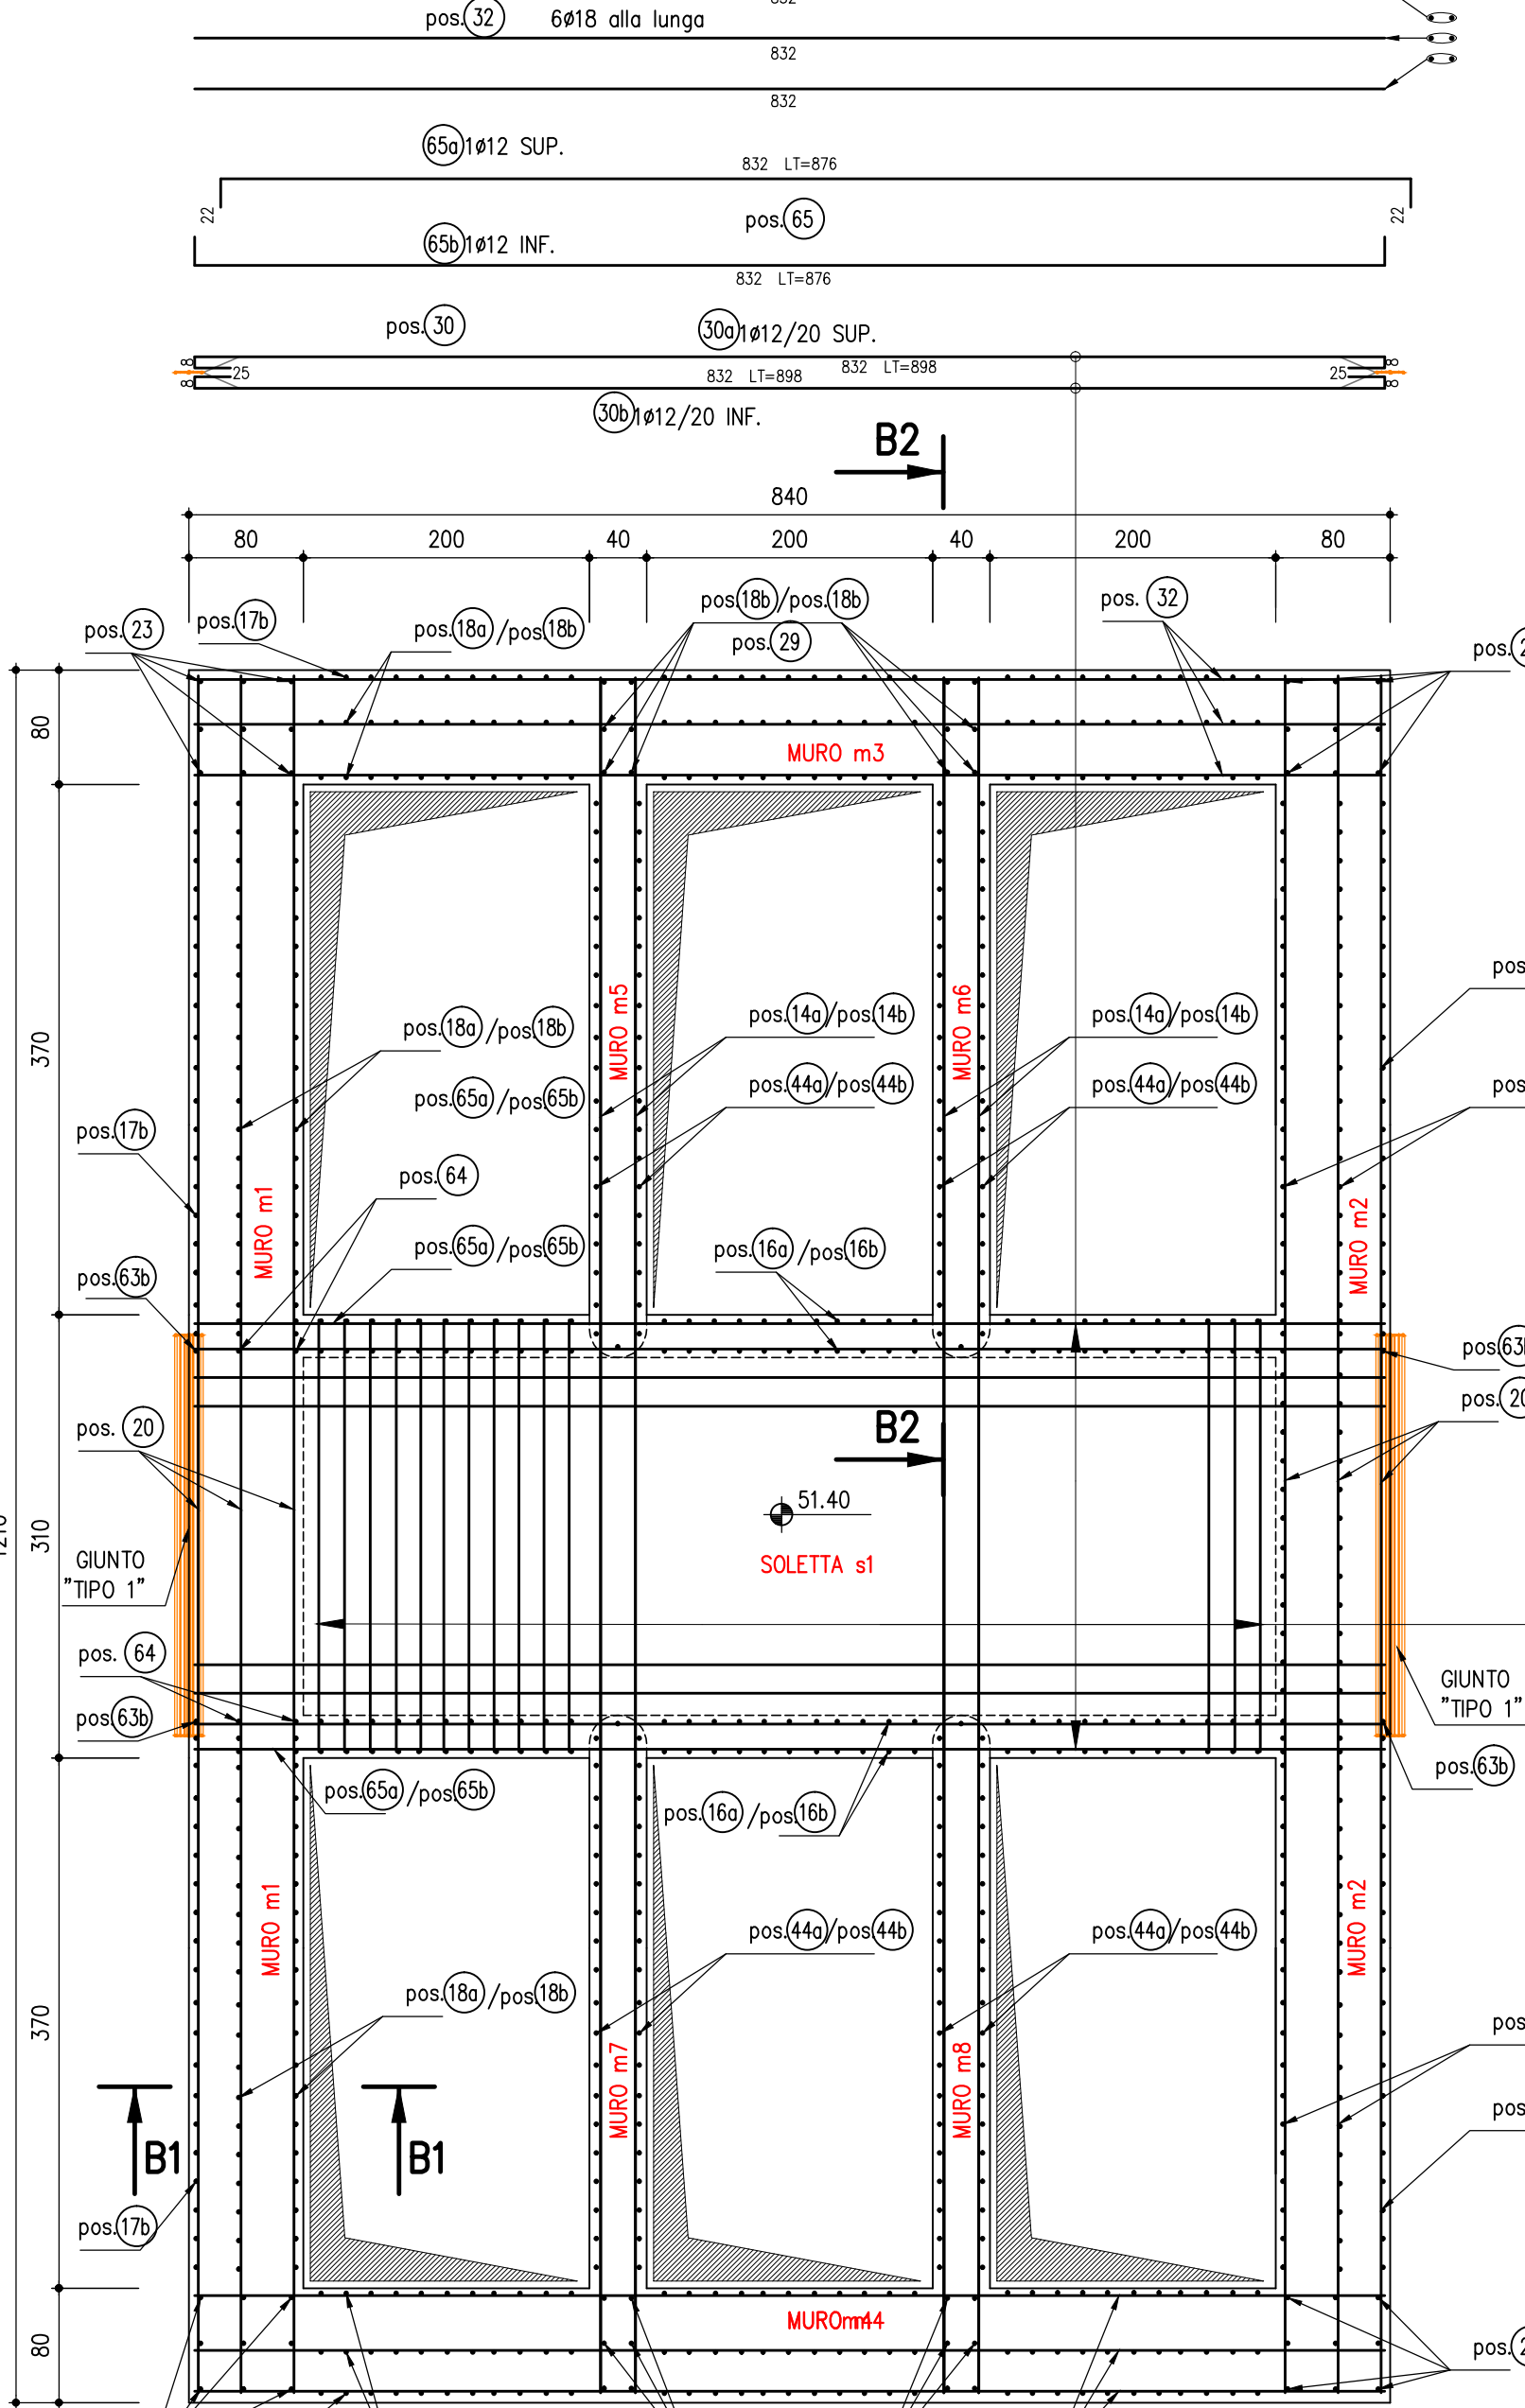 pos. 32 6ø18 alla lunga
832
832
65a 1ø12 SUP.
832 LT=876
22
22
pos. 65
65b 1ø12 INF.
832 LT=876
pos. 30
30a 1ø12/20 SUP.
8
8
25
832 LT=898
832 LT=898
25
8
8
30b 1ø12/20 INF.
B2
840
80 200 40 200 40 200 80
pos. 23
pos. 17b
pos. 18a /pos. 18b
pos. 18b /pos. 18b
pos. 29
pos. 32
80
MURO m3
370
MURO m5
MURO m6
pos. 14a /pos. 14b
pos. 14a /pos. 14b
pos. 18a /pos. 18b
pos. 44a /pos. 44b
pos. 44a /pos. 44b
pos. 65a /pos. 65b
pos. 17b
pos. 64
MURO m1
MURO m2
pos. 65a /pos. 65b
pos. 16a /pos. 16b
pos. 63b
pos. 20
pos. 20
B2
51.40
310
SOLETTA s1
GIUNTO
"TIPO 1"
pos. 64
pos. 63b
GIUNTO
"TIPO 1"
pos. 63b
pos. 65a /pos. 65b
pos. 16a /pos. 16b
MURO m1
MURO m2
pos. 44a /pos. 44b
pos. 44a /pos. 44b
pos. 18a /pos. 18b
370
MURO m7
MURO m8
B1
B1
pos. 17b
80